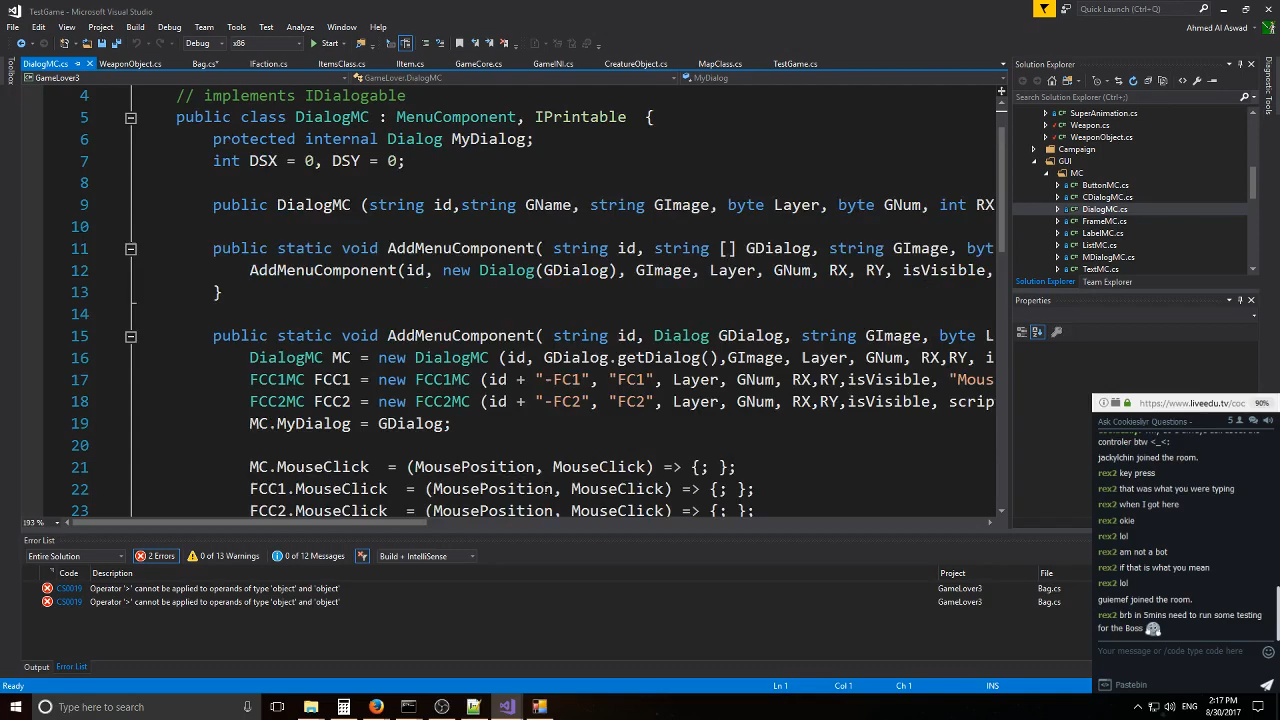 TestGame - Microsoft Visual Studio
Quick Launch (Ctrl+Q)
File Edit View Project Build Debug Team Tools Test Analyze Window Help
Ahmed Al Aswad
Debug x86 Start
DialogMC.cs WeaponObject.cs Bag.cs* IFaction.cs ItemsClass.cs IItem.cs GameCore.cs GameINI.cs CreatureObject.cs MapClass.cs TestGame.cs
Solution Explorer
GameLover3 GameLover.DialogMC MyDialog
Toolbox
Diagnostic Tools
Search Solution Explorer (Ctrl+;)
4 // implements IDialogable
5 public class DialogMC : MenuComponent, IPrintable {
6 protected internal Dialog MyDialog;
7 int DSX = 0, DSY = 0;
8
9 public DialogMC (string id,string GName, string GImage, byte Layer, byte GNum, int RX
10
11 public static void AddMenuComponent( string id, string [] GDialog, string GImage, byt
12 AddMenuComponent(id, new Dialog(GDialog), GImage, Layer, GNum, RX, RY, isVisible,
13 }
14
15 public static void AddMenuComponent( string id, Dialog GDialog, string GImage, byte L
16 DialogMC MC = new DialogMC (id, GDialog.getDialog(),GImage, Layer, GNum, RX,RY, i
17 FCC1MC FCC1 = new FCC1MC (id + "-FC1", "FC1", Layer, GNum, RX,RY,isVisible, "Mous
18 FCC2MC FCC2 = new FCC2MC (id + "-FC2", "FC2", Layer, GNum, RX,RY,isVisible, scrip
19 MC.MyDialog = GDialog;
20
21 MC.MouseClick = (MousePosition, MouseClick) => {; };
22 FCC1.MouseClick = (MousePosition, MouseClick) => {; };
23 FCC2.MouseClick = (MousePosition, MouseClick) => {; };
193 %
SuperAnimation.cs
Weapon.cs
WeaponObject.cs
Campaign
GUI
MC
ButtonMC.cs
CDialogMC.cs
DialogMC.cs
FrameMC.cs
LabelMC.cs
ListMC.cs
MDialogMC.cs
TextMC.cs
Solution Explorer Team Explorer
Properties
Error List
Entire Solution 2 Errors 0 of 13 Warnings 0 of 12 Messages Build + IntelliSense
Code Description Project File
CS0019 Operator '>' cannot be applied to operands of type 'object' and 'object' GameLover3 Bag.cs
CS0019 Operator '>' cannot be applied to operands of type 'object' and 'object' GameLover3 Bag.cs
Output Error List
Ready Ln 1 Col 1 Ch 1 INS
https://www.liveedu.tv/coc 90%
Ask Cookieslyr Questions - 5
controler btw <_<:
jackylchin joined the room.
rex2 key press
rex2 that was what you were typing
rex2 when I got here
rex2 okie
rex2 lol
rex2 am not a bot
rex2 if that is what you mean
rex2 lol
guiemef joined the room.
rex2 brb in 5mins need to run some testing
for the Boss
Your message or /code type code here
Pastebin
Type here to search
ENG
2:17 PM
8/30/2017